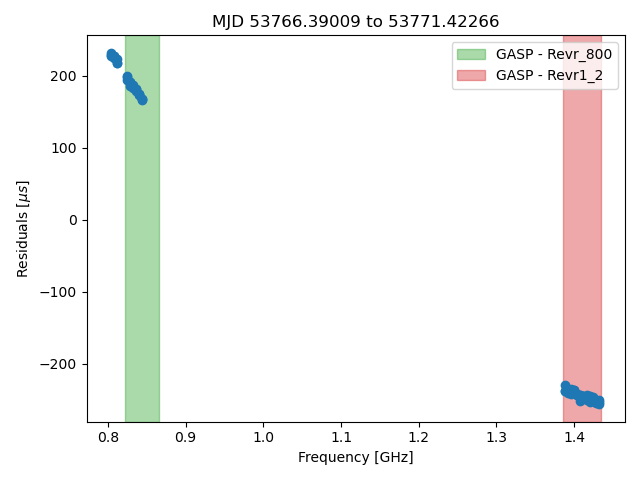 MJD 53766.39009 to 53771.42266
GASP - Revr_800
GASP - Revr1_2
Residuals [μs]
200
100
0
−100
−200
0.8 0.9 1.0 1.1 1.2 1.3 1.4
Frequency [GHz]